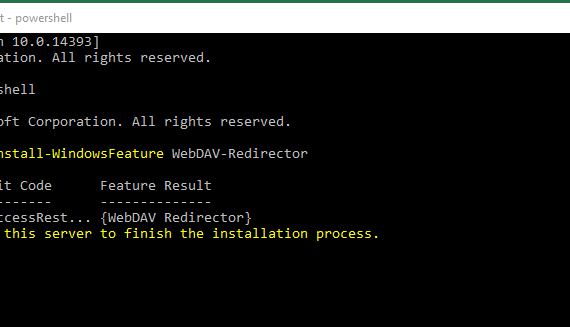 t - powershell
n 10.0.14393]
ation. All rights reserved.
shell
oft Corporation. All rights reserved.
nstall-WindowsFeature WebDAV-Redirector
it Code      Feature Result
-------      --------------
ccessRest... {WebDAV Redirector}
this server to finish the installation process.